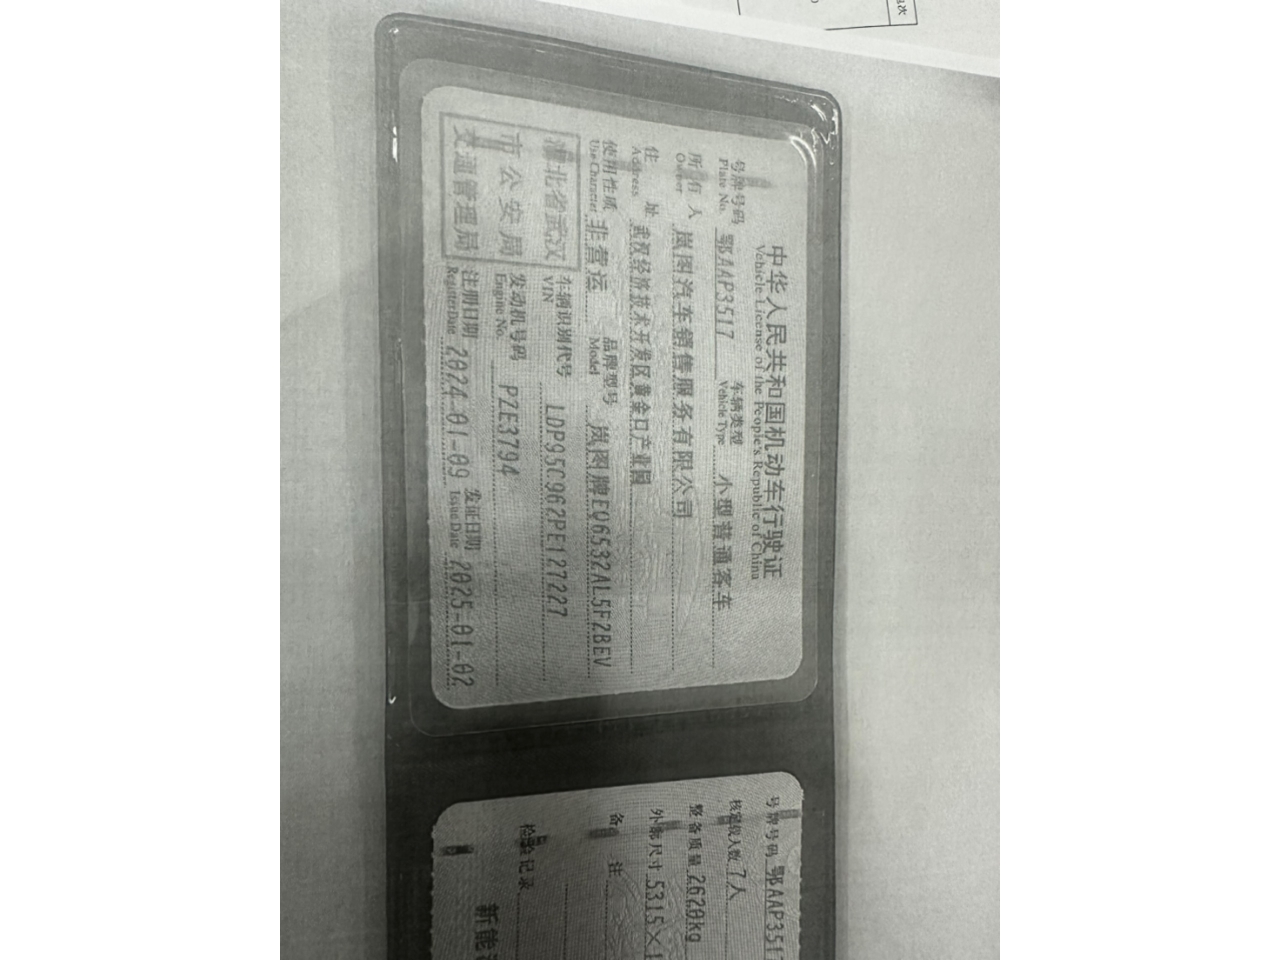 中华人民共和国机动车行驶证
Vehicle License of the People's Republic of China
号牌号码 鄂AAP3517 车辆类型 小型普通客车
Plate No. Vehicle Type
所有人 岚图汽车销售服务有限公司
Owner
住址 武汉经济技术开发区黄金口产业园
Address
使用性质 非营运 品牌型号 岚图牌EQ6532AL5F2BEV
Use Character Model
湖北省武汉
市公安局
交通管理局
车辆识别代号 LDP95C962PE127227
VIN
发动机号码 PZE3794
Engine No.
注册日期 2024-01-09 发证日期 2025-01-02
Register Date Issue Date
号牌号码 鄂AAP351
核定载人数 7人
整备质量 2620kg
外廓尺寸 5315×1
备注
检验记录
新能